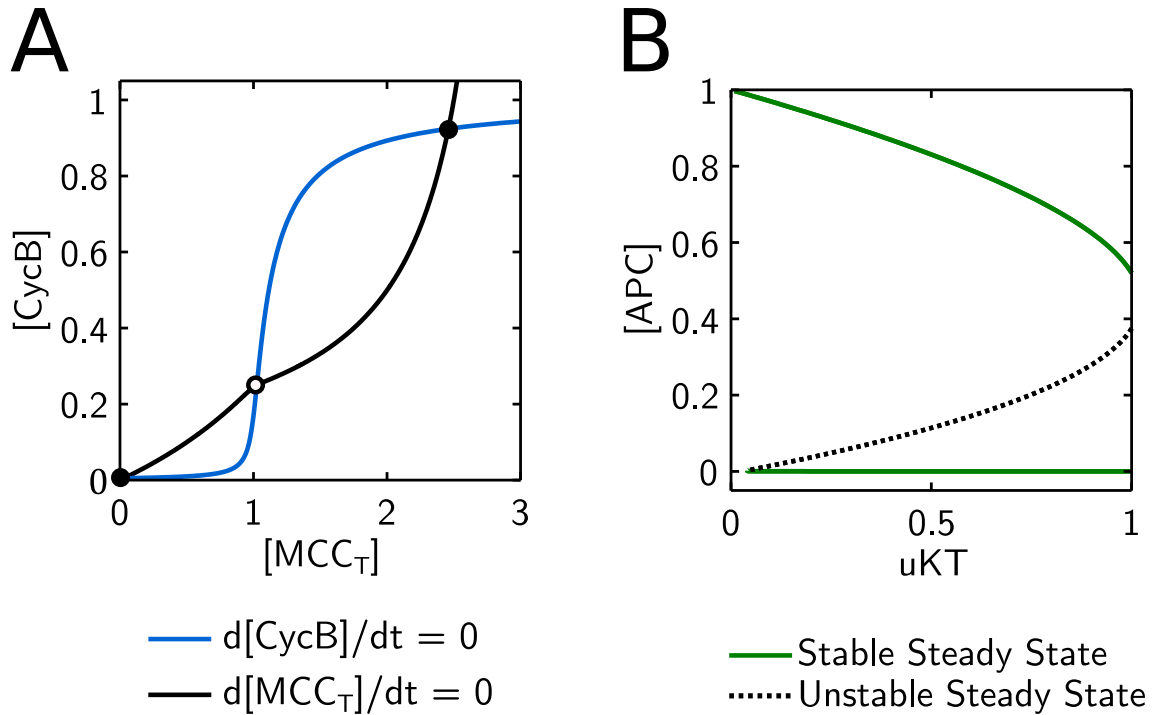 A
[CycB]
1
0.8
0.6
0.4
0.2
0
0 1 2 3
[MCC_T]
d[CycB]/dt = 0
d[MCC_T]/dt = 0
B
[APC]
1
0.8
0.6
0.4
0.2
0
0 0.5 1
uKT
Stable Steady State
Unstable Steady State